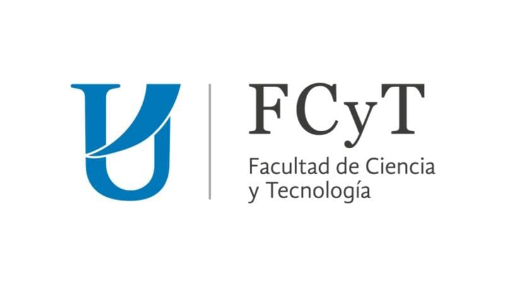 FCyT
Facultad de Ciencia
y Tecnología